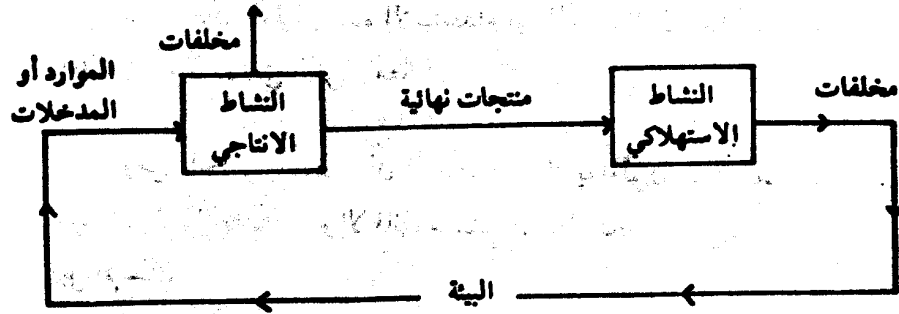 مخلفات
الموارد أو
المدخلات
النشاط
الانتاجي
منتجات نهائية
النشاط
الاستهلاكي
مخلفات
البيئة